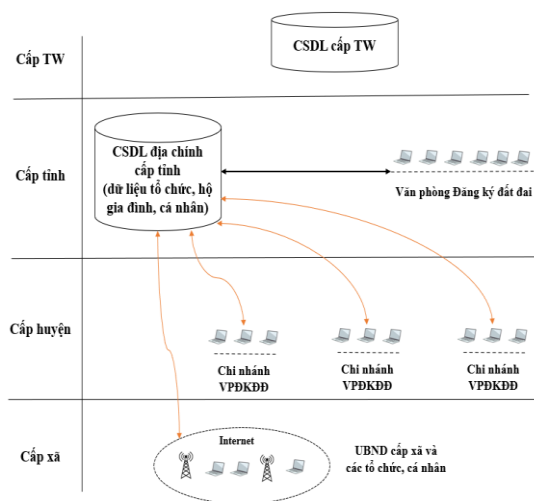 CSDL cấp TW
Cấp TW
CSDL địa chính
cấp tỉnh
(dữ liệu tổ chức, hộ
gia đình, cá nhân)
Cấp tỉnh
Văn phòng Đăng ký đất đai
Cấp huyện
Chi nhánh
VPĐKĐĐ
Chi nhánh
VPĐKĐĐ
Chi nhánh
VPĐKĐĐ
Cấp xã
Internet
UBND cấp xã và
các tổ chức, cá nhân